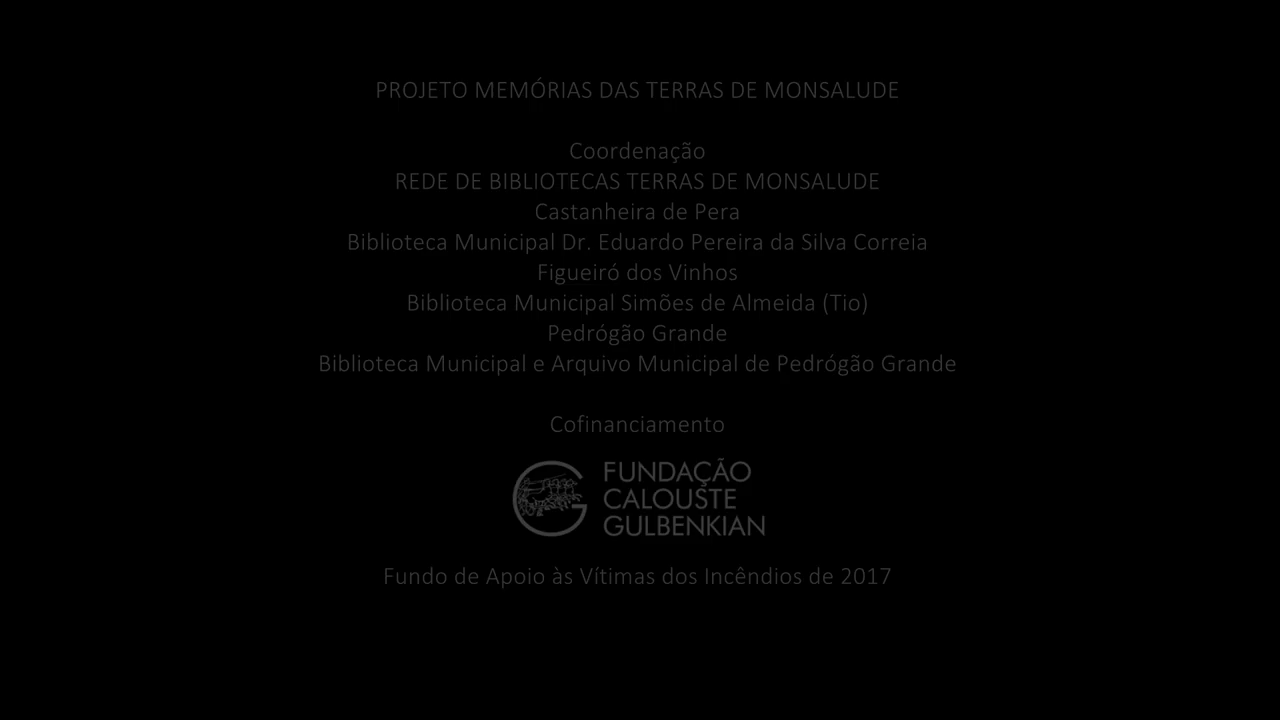 PROJETO MEMÓRIAS DAS TERRAS DE MONSALUDE
Coordenação
REDE DE BIBLIOTECAS TERRAS DE MONSALUDE
Castanheira de Pera
Biblioteca Municipal Dr. Eduardo Pereira da Silva Correia
Figueiró dos Vinhos
Biblioteca Municipal Simões de Almeida (Tio)
Pedrógão Grande
Biblioteca Municipal e Arquivo Municipal de Pedrógão Grande
Cofinanciamento
FUNDAÇÃO
CALOUSTE
GULBENKIAN
Fundo de Apoio às Vítimas dos Incêndios de 2017